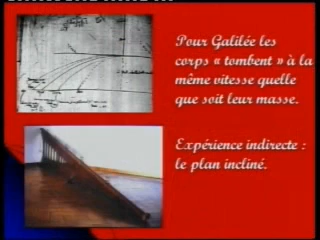 Pour Galilée les
corps « tombent » à la
même vitesse quelle
que soit leur masse.
Expérience indirecte :
le plan incliné.